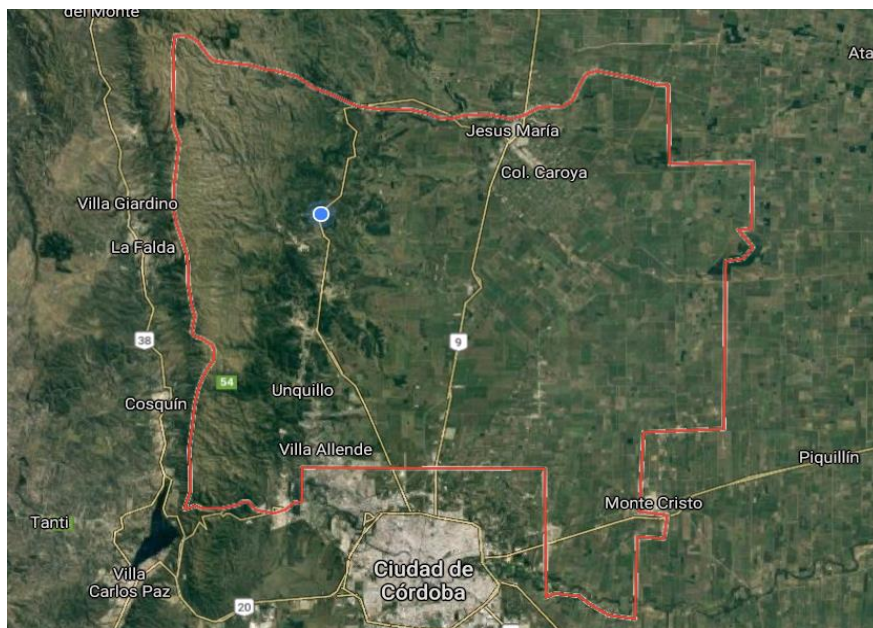 del Monte
Ata
Jesus María
Col. Caroya
Villa Giardino
La Falda
38
9
54
Cosquín
Unquillo
Villa Allende
Piquillín
Monte Cristo
Tanti
Villa
Carlos Paz
Ciudad de
Córdoba
20